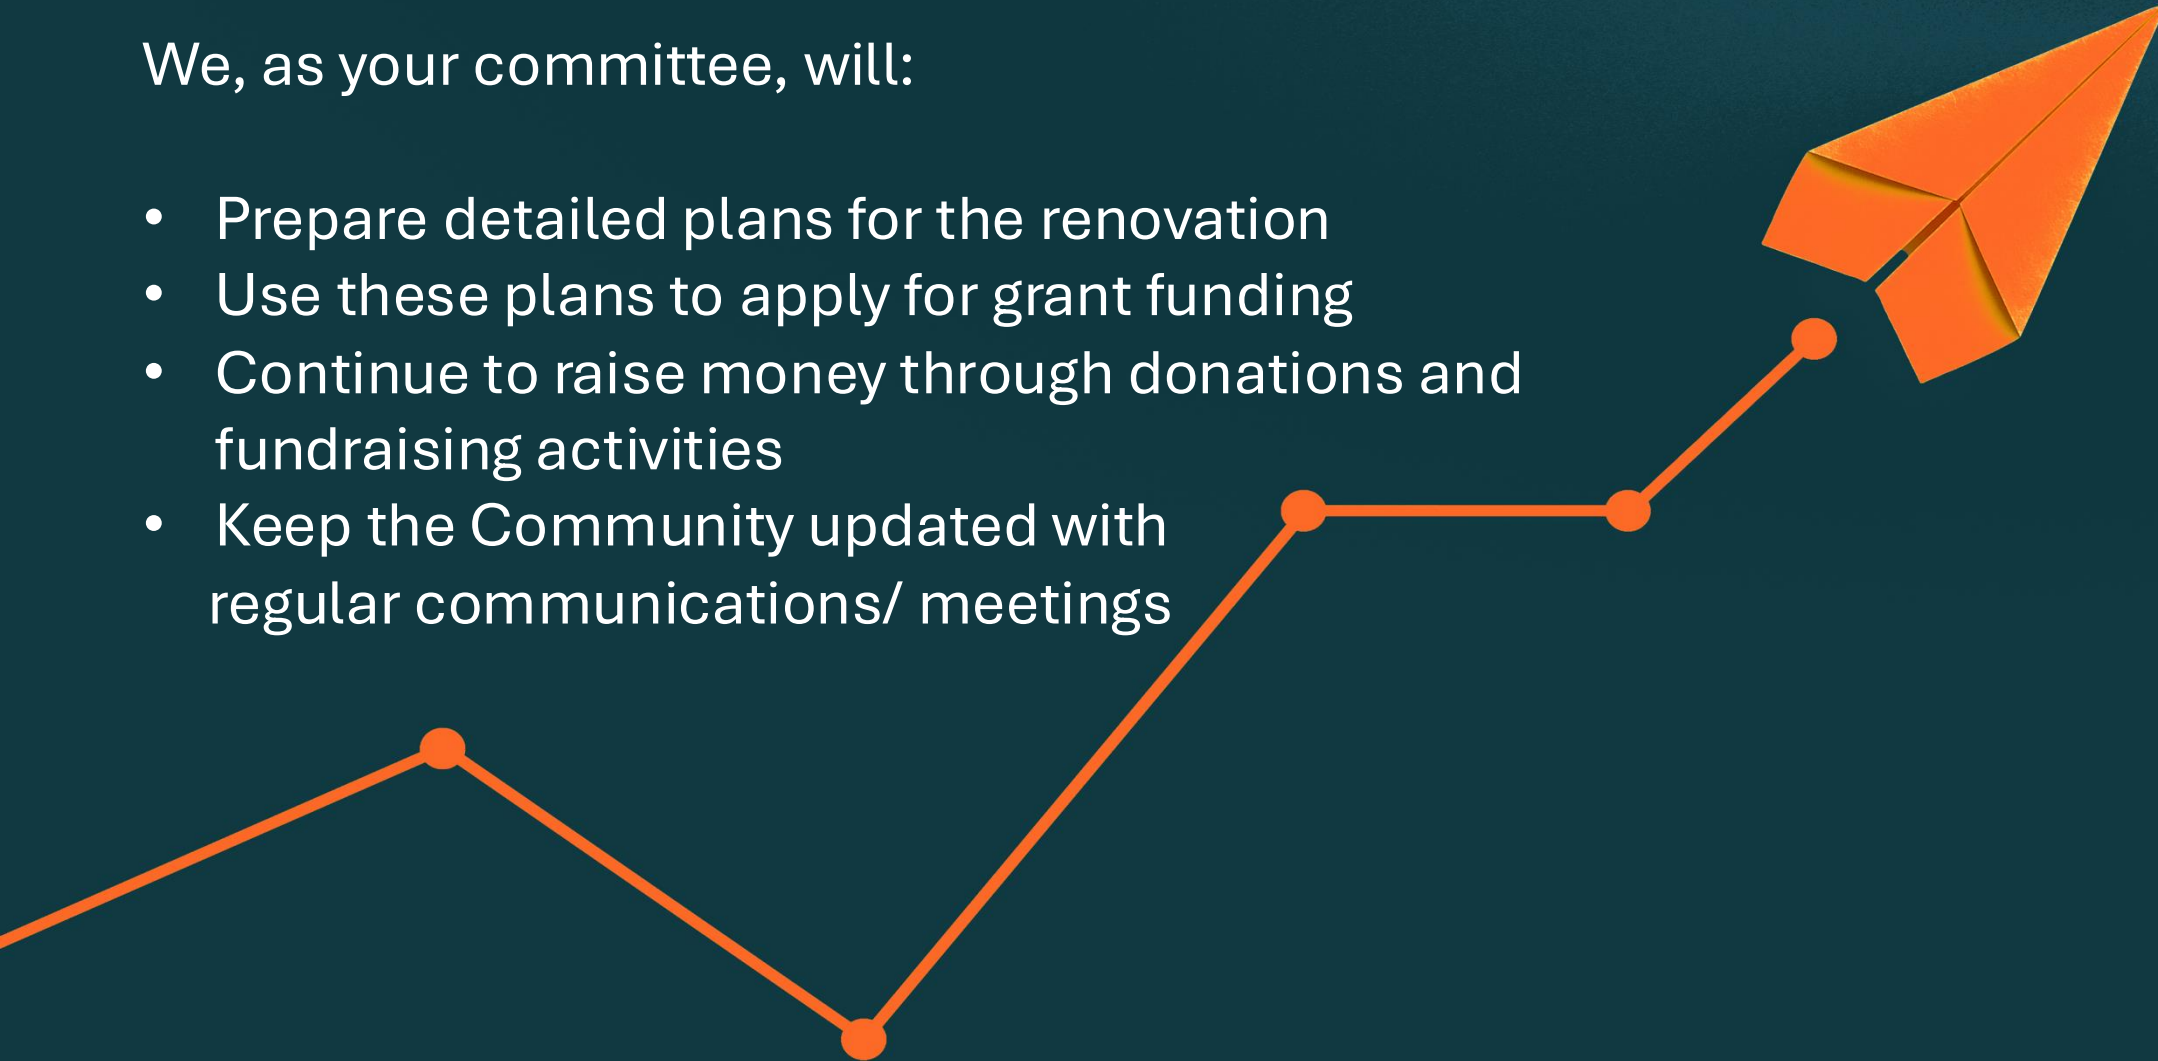 We, as your committee, will:
• Prepare detailed plans for the renovation
• Use these plans to apply for grant funding
• Continue to raise money through donations and
fundraising activities
• Keep the Community updated with
regular communications/ meetings